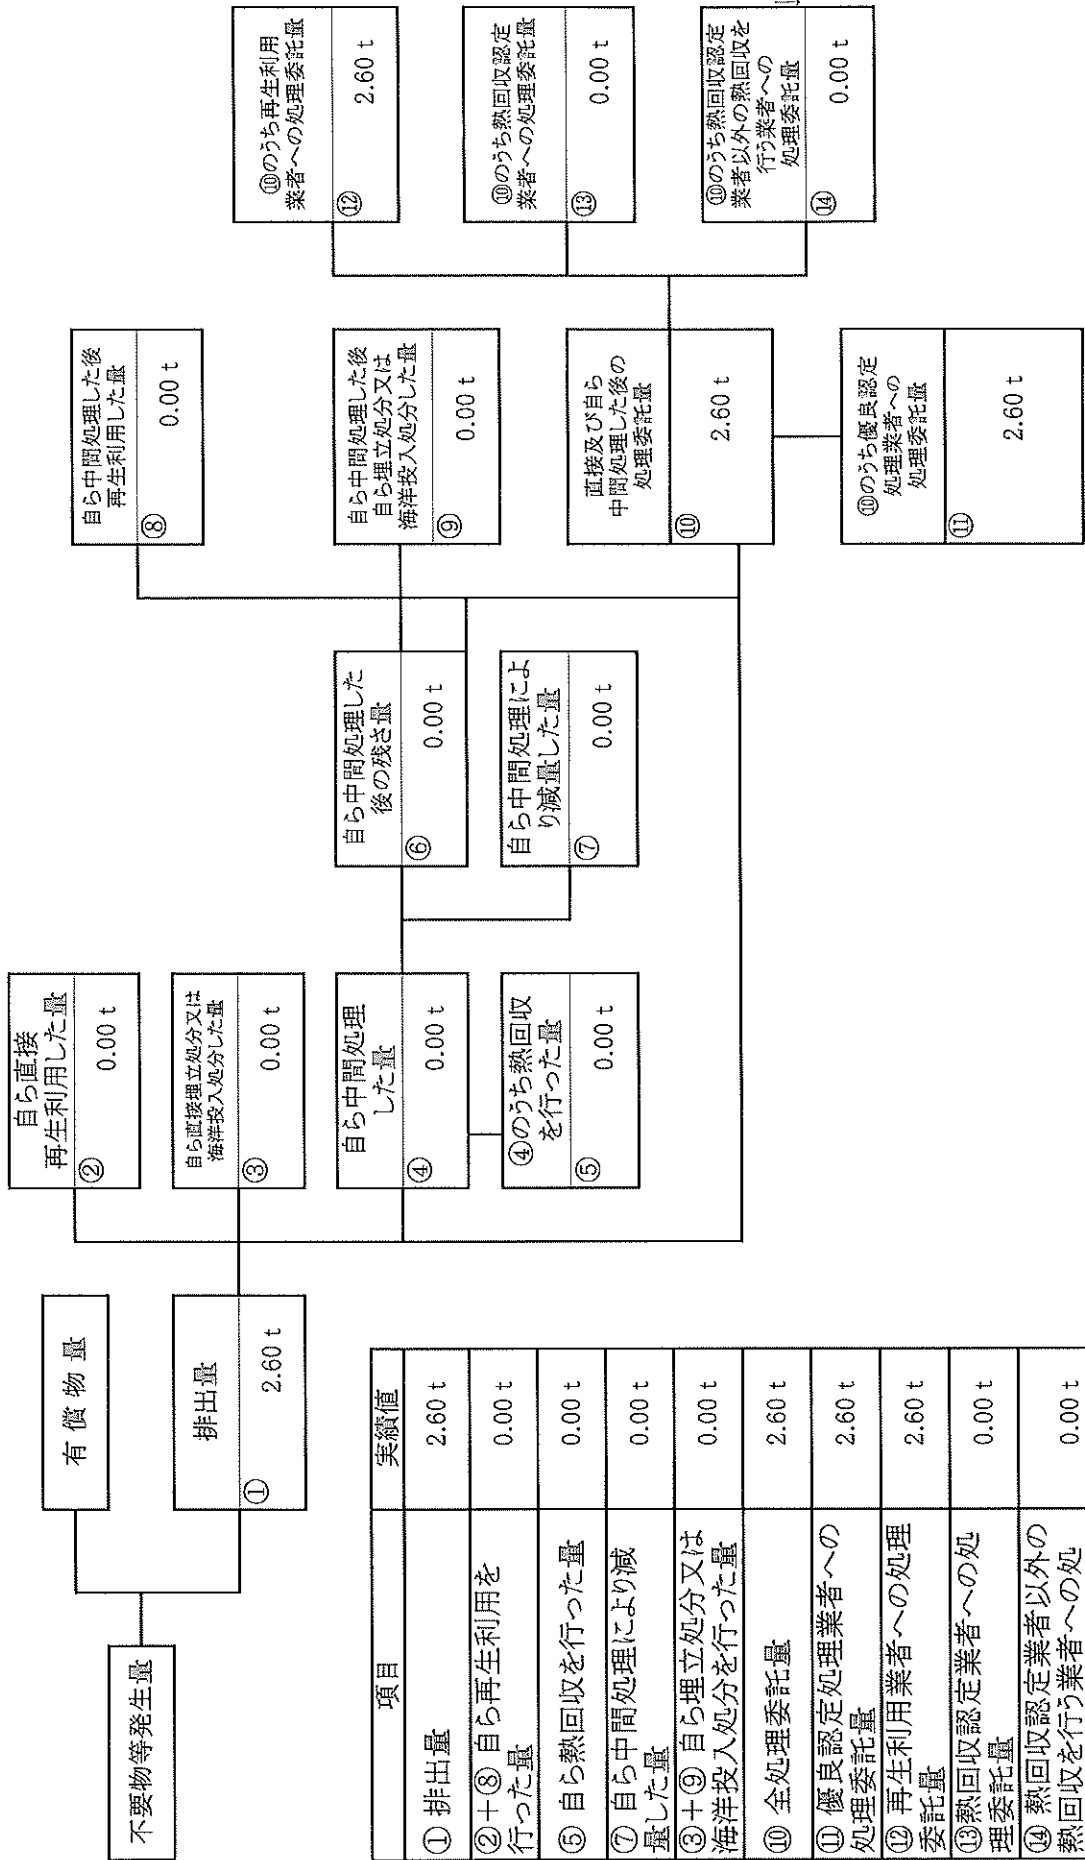 不要物等発生量
有償物量
排出量
①
2.60 t
自ら直接
再生利用した量
②
0.00 t
自ら直接埋立処分又は
海洋投入処分した量
③
0.00 t
自ら中間処理
した量
④
0.00 t
④のうち熱回収
を行った量
⑤
0.00 t
自ら中間処理した
後の残さ量
⑥
0.00 t
自ら中間処理によ
り減量した量
⑦
0.00 t
自ら中間処理した後
再生利用した量
⑧
0.00 t
自ら中間処理した後
自ら埋立処分又は
海洋投入処分した量
⑨
0.00 t
直接及び自ら
中間処理した後の
処理委託量
⑩
2.60 t
⑩のうち優良認定
処理業者への
処理委託量
⑪
2.60 t
⑩のうち再生利用
業者への処理委託量
⑫
2.60 t
⑩のうち熱回収認定
業者への処理委託量
⑬
0.00 t
⑩のうち熱回収認定
業者以外の熱回収を
行う業者への
処理委託量
⑭
0.00 t
項目 実績値
① 排出量 2.60 t
②+⑧ 自ら再生利用を
行った量 0.00 t
⑤ 自ら熱回収を行った量 0.00 t
⑦ 自ら中間処理により減
量した量 0.00 t
③+⑨ 自ら埋立処分又は
海洋投入処分を行った量 0.00 t
⑩ 全処理委託量 2.60 t
⑪ 優良認定処理業者への
処理委託量 2.60 t
⑫ 再生利用業者への処理
委託量 2.60 t
⑬熱回収認定業者への処
理委託量 0.00 t
⑭ 熱回収認定業者以外の
熱回収を行う業者への処 0.00 t